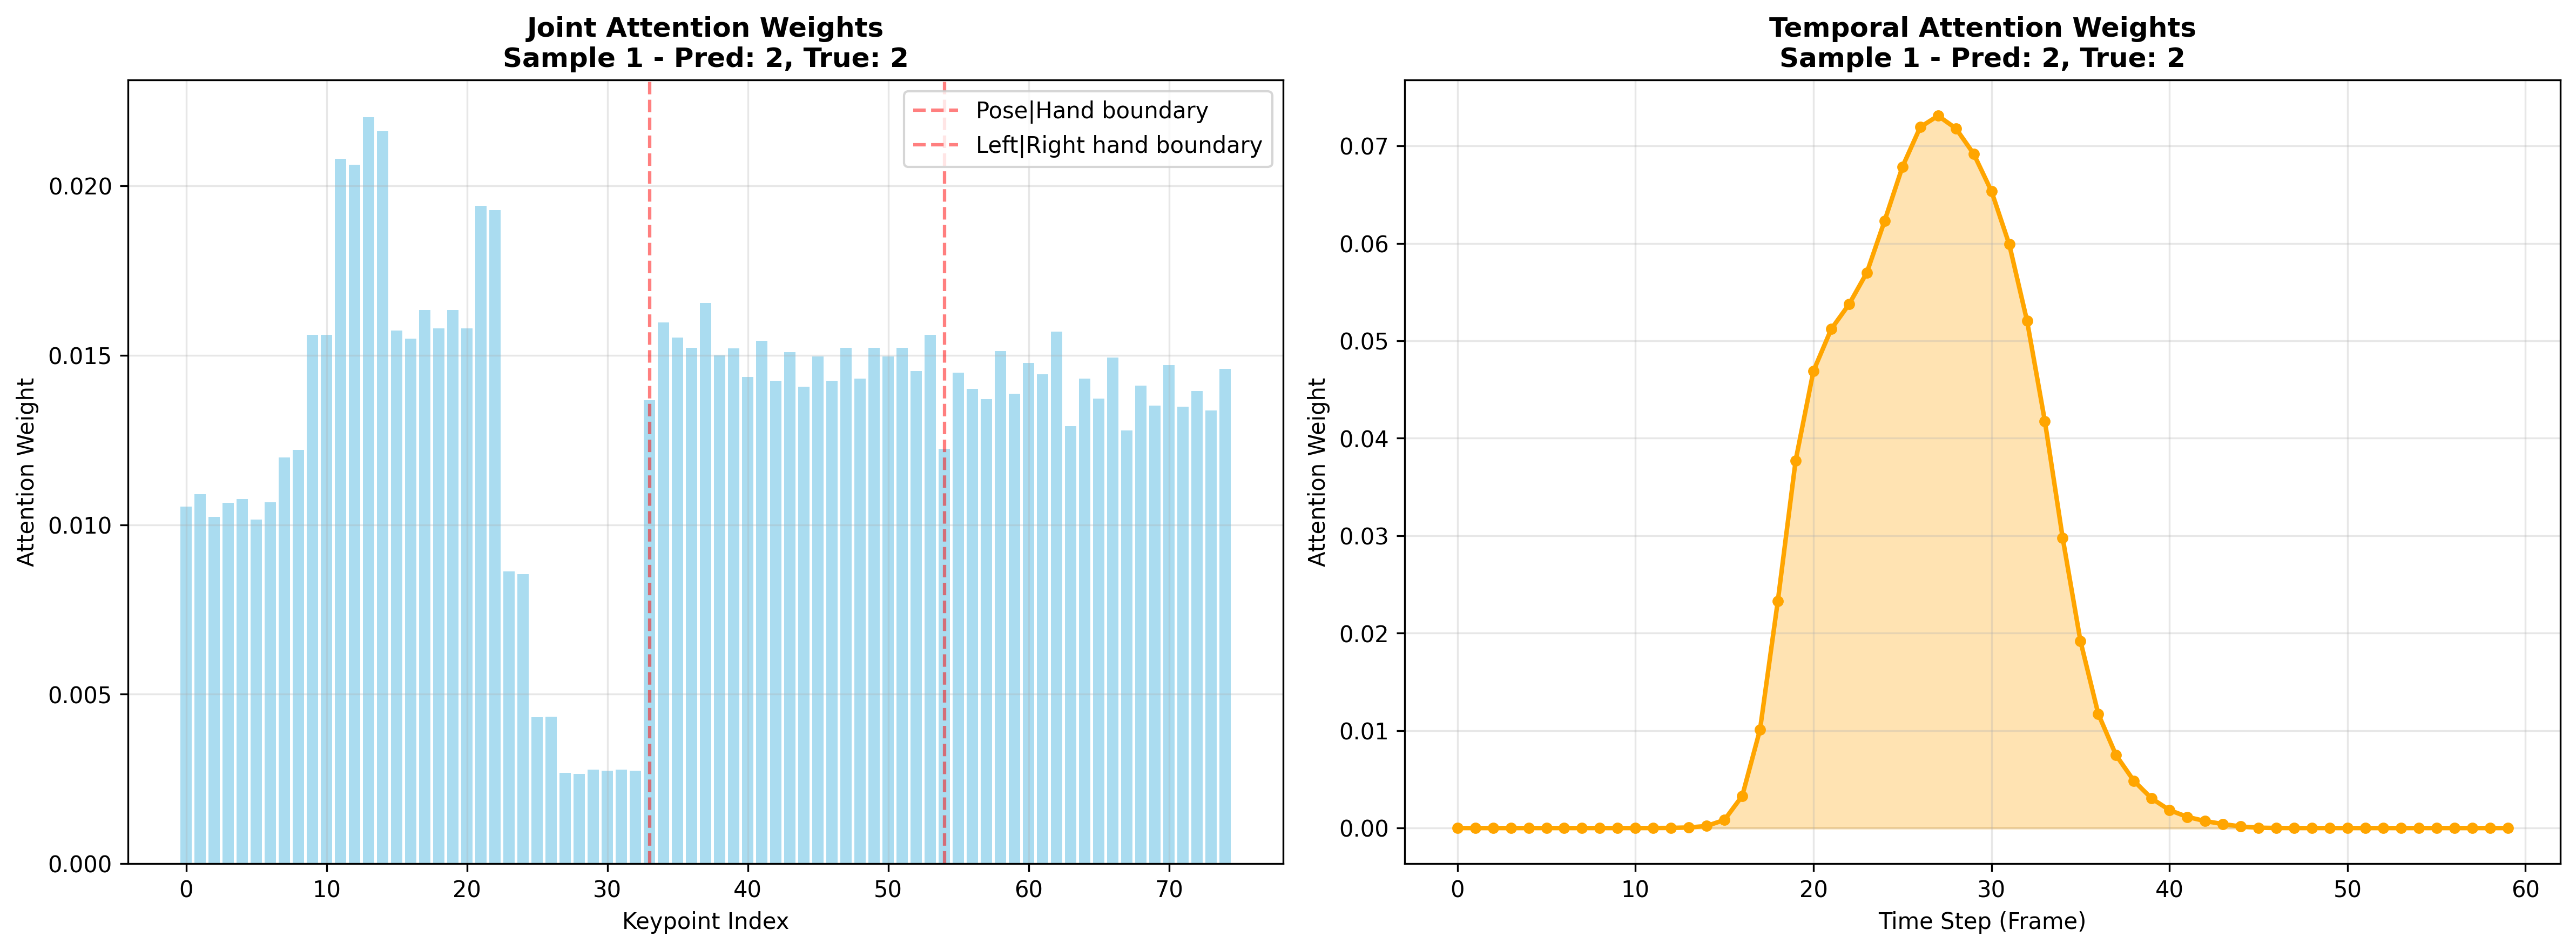 Joint Attention Weights
Sample 1 - Pred: 2, True: 2
Attention Weight
0.020
0.015
0.010
0.005
0.000
Pose|Hand boundary
Left|Right hand boundary
0 10 20 30 40 50 60 70
Keypoint Index
Temporal Attention Weights
Sample 1 - Pred: 2, True: 2
Attention Weight
0.07
0.06
0.05
0.04
0.03
0.02
0.01
0.00
0 10 20 30 40 50 60
Time Step (Frame)